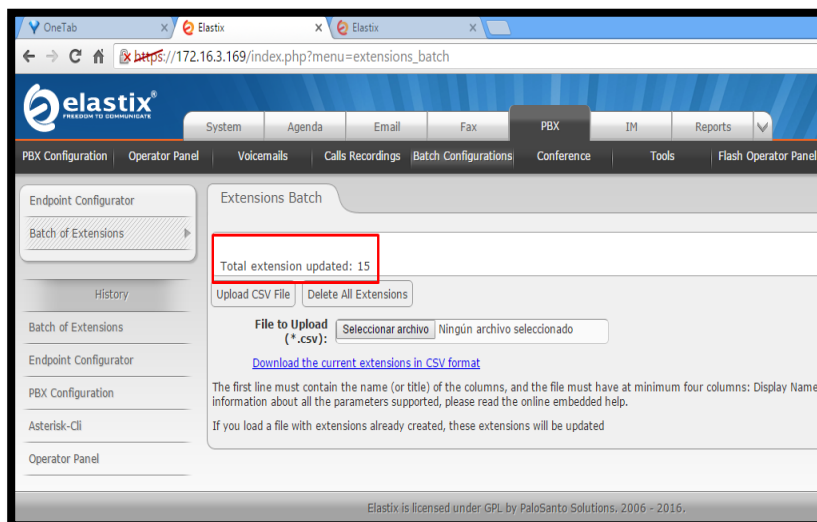 OneTab
Elastix
Elastix
https://172.16.3.169/index.php?menu=extensions_batch
elastix®
FREEDOM TO COMMUNICATE
System Agenda Email Fax PBX IM Reports
PBX Configuration Operator Panel Voicemails Calls Recordings Batch Configurations Conference Tools Flash Operator Panel
Endpoint Configurator
Batch of Extensions
History
Batch of Extensions
Endpoint Configurator
PBX Configuration
Asterisk-Cli
Operator Panel
Extensions Batch
Total extension updated: 15
Upload CSV File Delete All Extensions
File to Upload
(*.csv):
Seleccionar archivo Ningún archivo seleccionado
Download the current extensions in CSV format
The first line must contain the name (or title) of the columns, and the file must have at minimum four columns: Display Name
information about all the parameters supported, please read the online embedded help.
If you load a file with extensions already created, these extensions will be updated
Elastix is licensed under GPL by PaloSanto Solutions. 2006 - 2016.